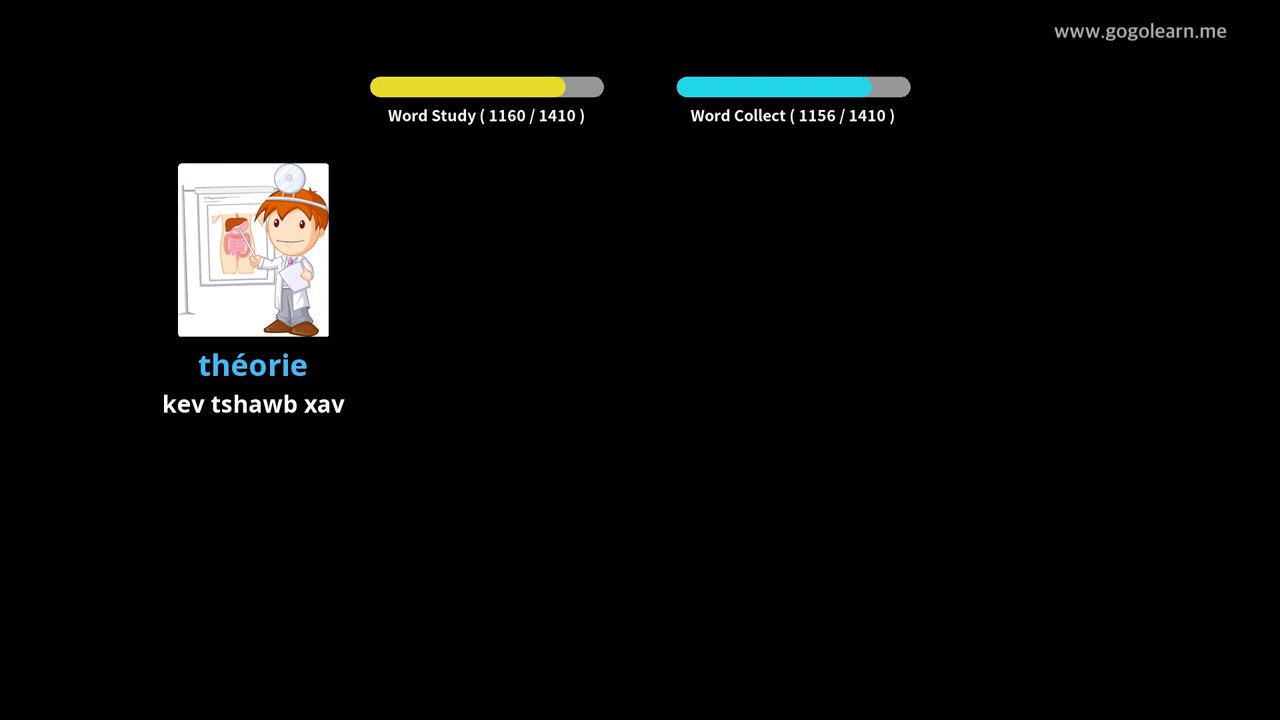 www.gogolearn.me
Word Study ( 1160 / 1410 )
Word Collect ( 1156 / 1410 )
théorie
kev tshawb xav